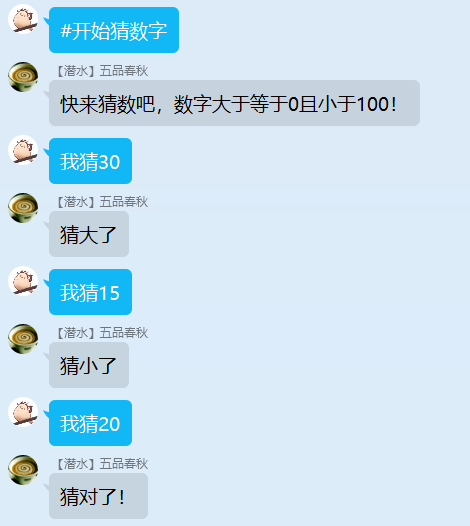 #开始猜数字
【潜水】五品春秋
快来猜数吧，数字大于等于0且小于100！
我猜30
【潜水】五品春秋
猜大了
我猜15
【潜水】五品春秋
猜小了
我猜20
【潜水】五品春秋
猜对了！